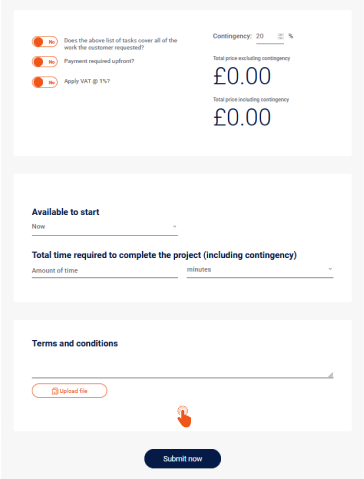 No
Does the above list of tasks cover all of the
work the customer requested?
Contingency: 20 %
No
Payment required upfront?
Total price excluding contingency
£0.00
No
Apply VAT @ 1%?
Total price including contingency
£0.00
Available to start
Now
Total time required to complete the project (including contingency)
Amount of time
minutes
Terms and conditions
Upload file
Submit now